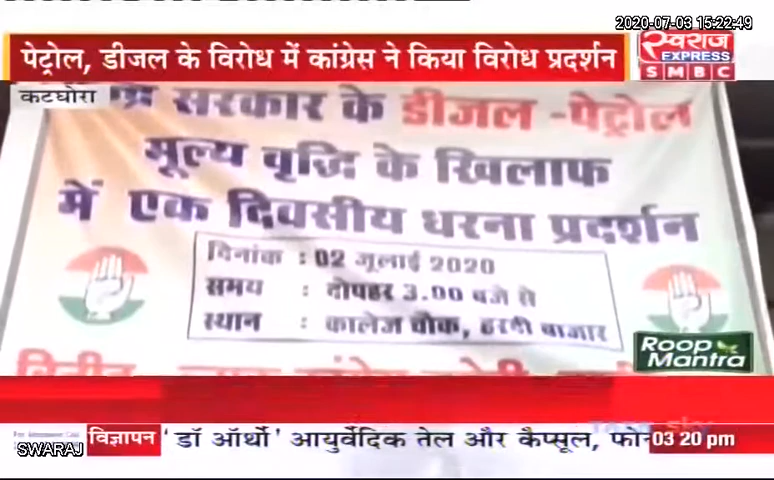 2020-07-03 15:22:49
पेट्रोल, डीजल के विरोध में कांग्रेस ने किया विरोध प्रदर्शन
स्वराज
EXPRESS
SMBC
कटघोरा
सरकार के डीजल -पेट्रोल
मूल्य वृद्धि के खिलाफ
में एक दिवसीय धरना प्रदर्शन
दिनांक : 02 जूलाई 2020
समय : दोपहर 3.00 बजे से
स्थान : कालेज चौक, हरदी बाजार
Roop
Mantra
विज्ञापन 'डॉ ऑर्थो' आयुर्वेदिक तेल और कैप्सूल, फोन 03 20 pm
SWARAJ